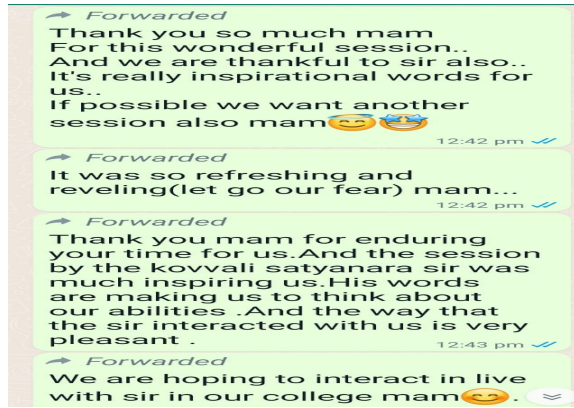 Forwarded
Thank you so much mam
For this wonderful session..
And we are thankful to sir also..
It's really inspirational words for
us..
If possible we want another
session also mam😇🤩
12:42 pm
Forwarded
It was so refreshing and
reveling(let go our fear) mam...
12:42 pm
Forwarded
Thank you mam for enduring
your time for us.And the session
by the kovvali satyanara sir was
much inspiring us.His words
are making us to think about
our abilities .And the way that
the sir interacted with us is very
pleasant .
12:43 pm
Forwarded
We are hoping to interact in live
with sir in our college mam😊.